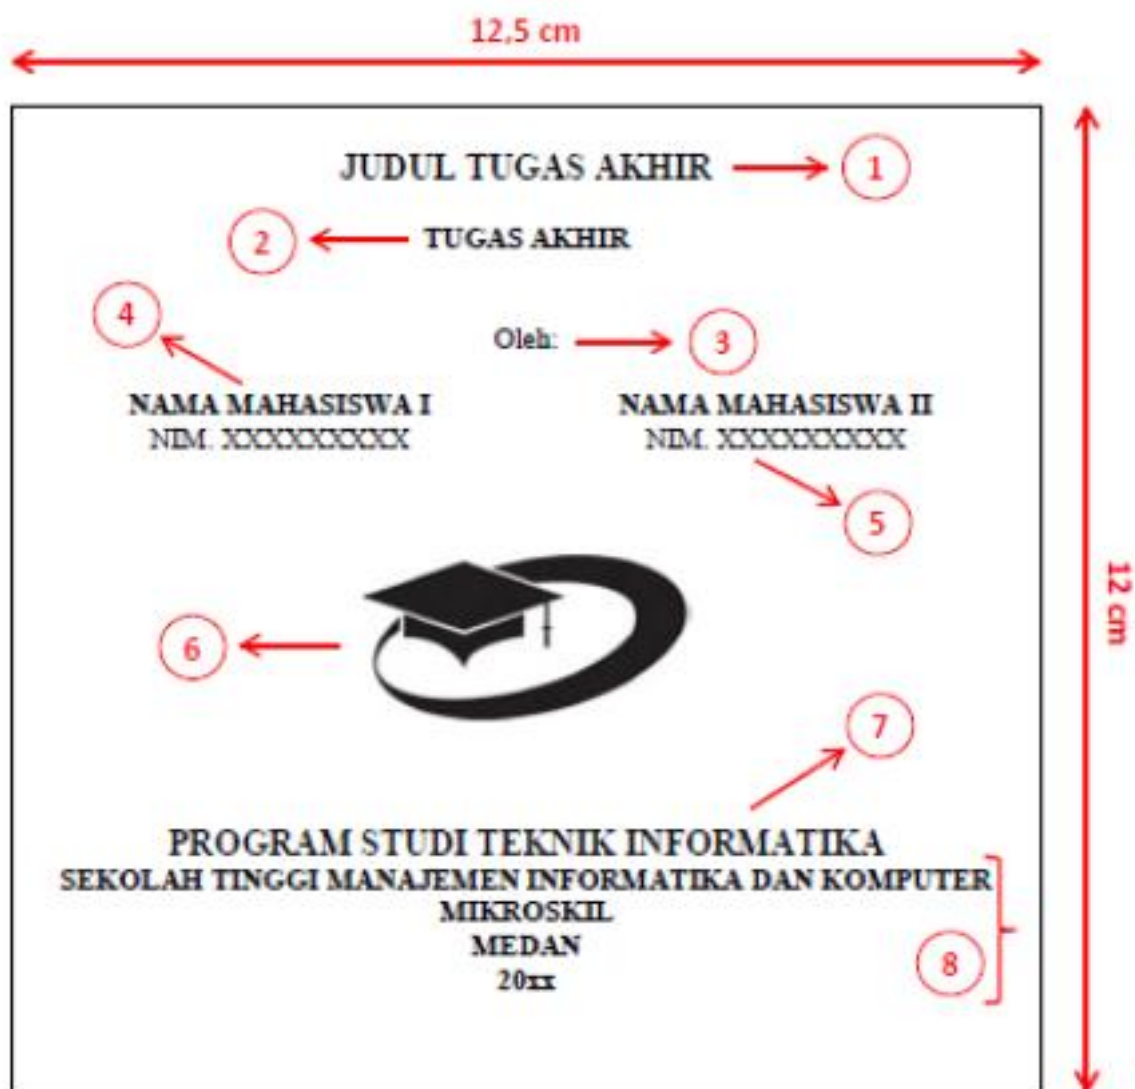 12,5 cm
JUDUL TUGAS AKHIR 1
2 TUGAS AKHIR
4
Oleh: 3
NAMA MAHASISWA I NAMA MAHASISWA II
NIM. XXXXXXXXXX NIM. XXXXXXXXXX
5
12 cm
6
7
PROGRAM STUDI TEKNIK INFORMATIKA
SEKOLAH TINGGI MANAJEMEN INFORMATIKA DAN KOMPUTER
MIKROSKIL
MEDAN
8
20xx